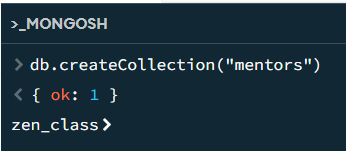 >_MONGOSH
> db.createCollection("mentors")
< { ok: 1 }
zen_class>